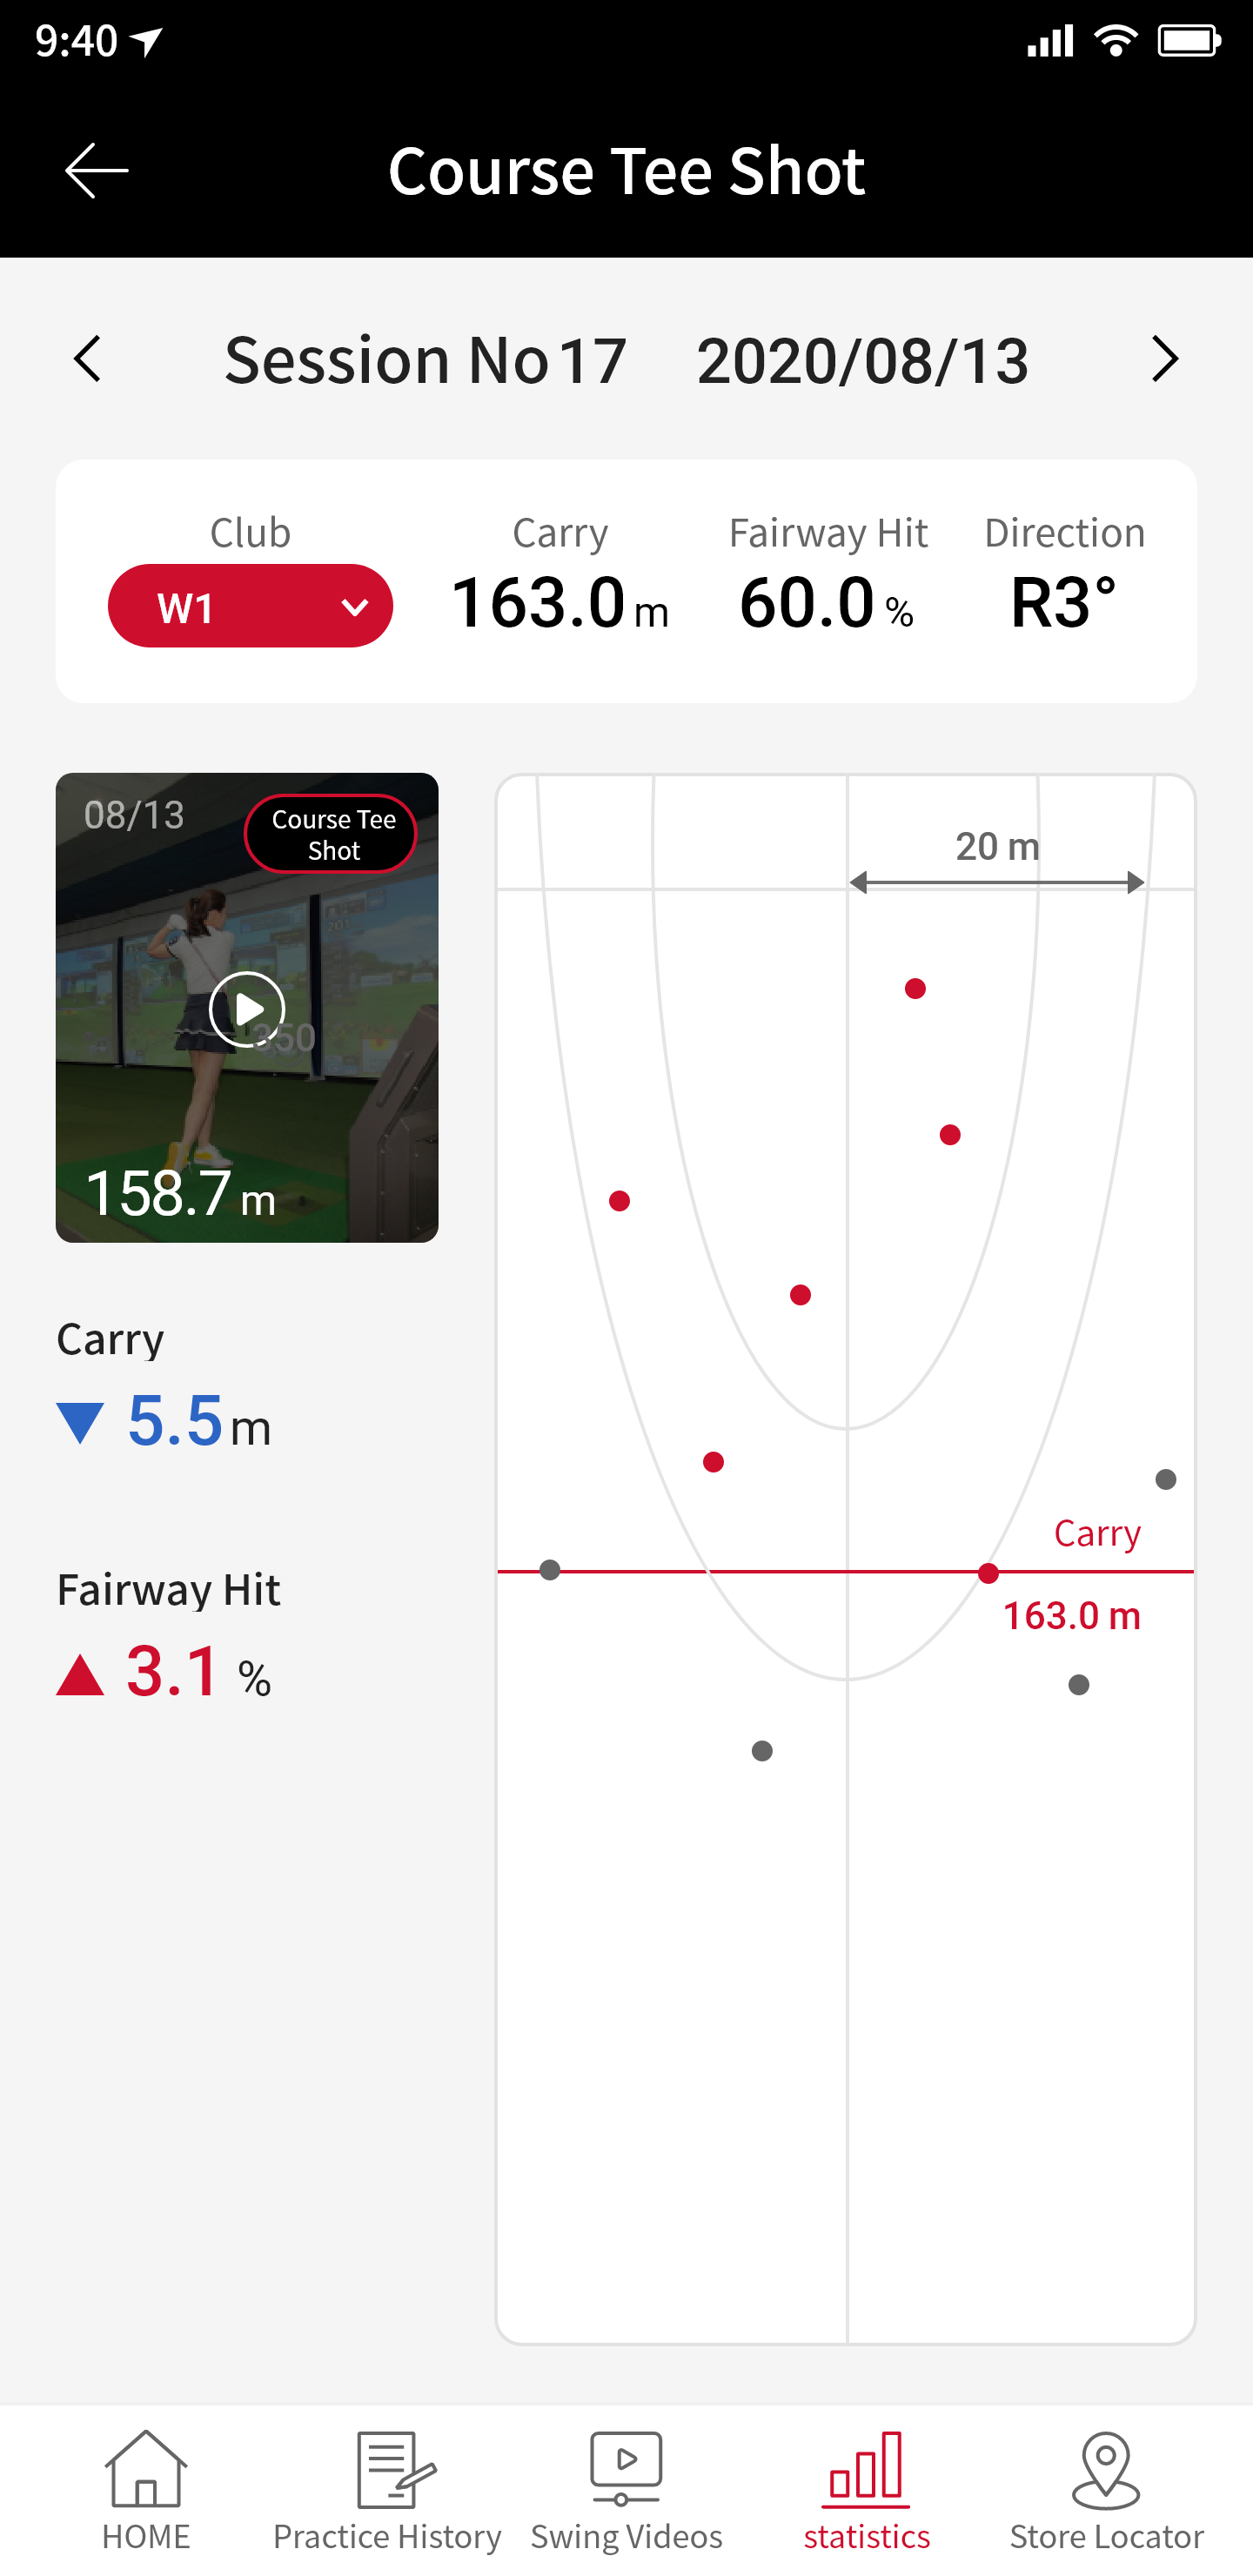 9:40
Course Tee Shot
Session No 17 2020/08/13
Club Carry Fairway Hit Direction
W1 163.0 m 60.0 % R3°
08/13
Course Tee
Shot
350
158.7 m
20 m
Carry
5.5 m
Fairway Hit
3.1 %
Carry
163.0 m
HOME Practice History Swing Videos statistics Store Locator